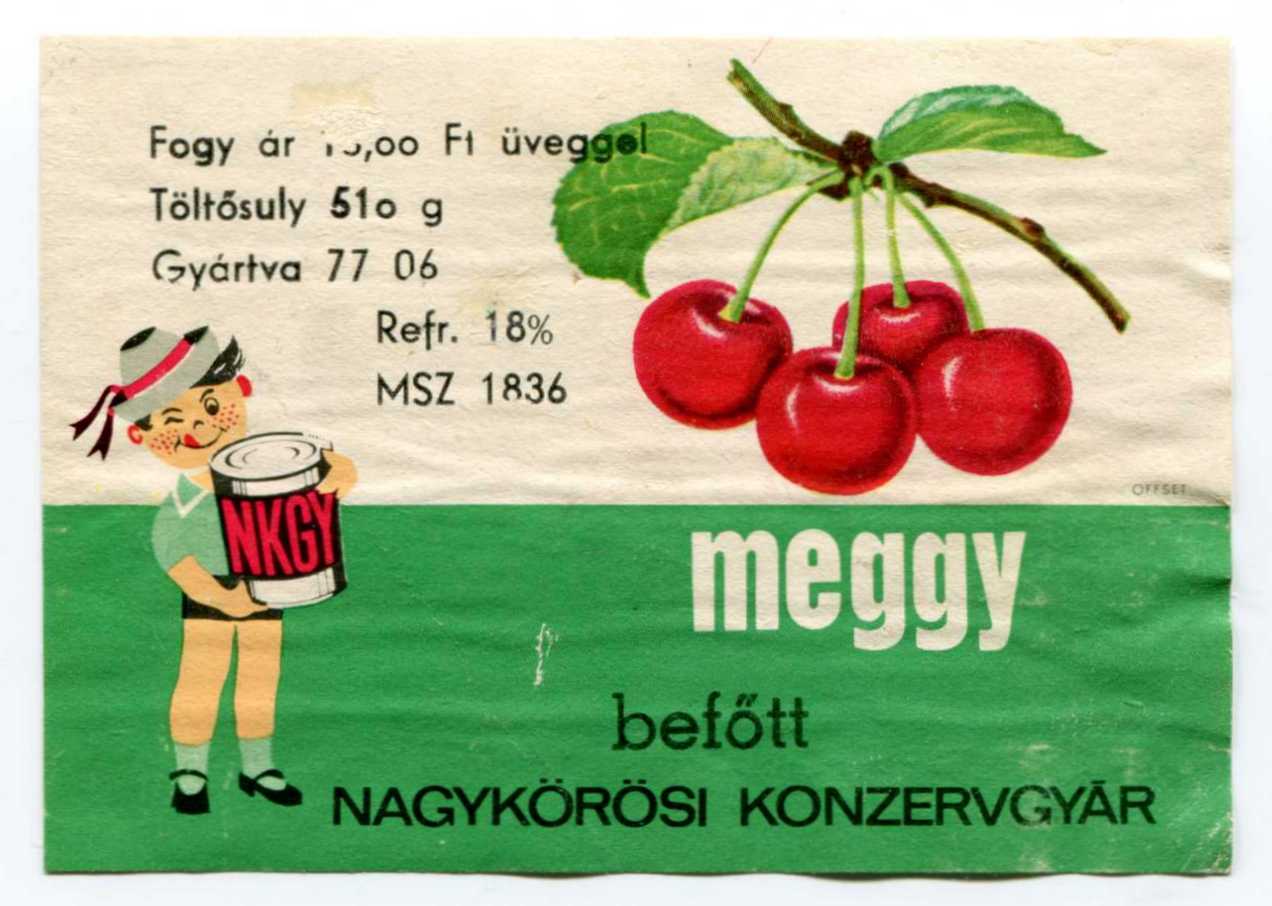 Fogy ár ,oo Ft üveggel
Töltősuly 51o g
Gyártva 77 06
Refr. 18%
MSZ 1836
NKGY
OFFSET
meggy
befőtt
NAGYKÖRÖSI KONZERVGYÁR